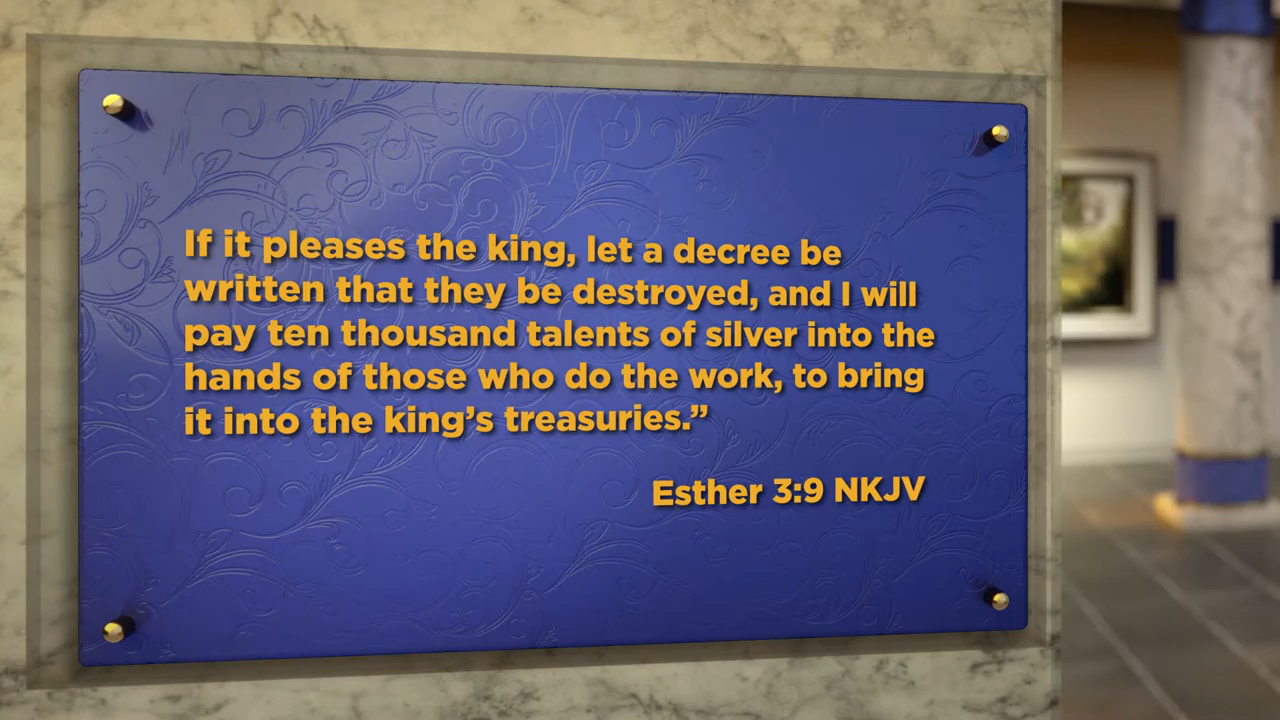 If it pleases the king, let a decree be
written that they be destroyed, and I will
pay ten thousand talents of silver into the
hands of those who do the work, to bring
it into the king’s treasuries.”
Esther 3:9 NKJV